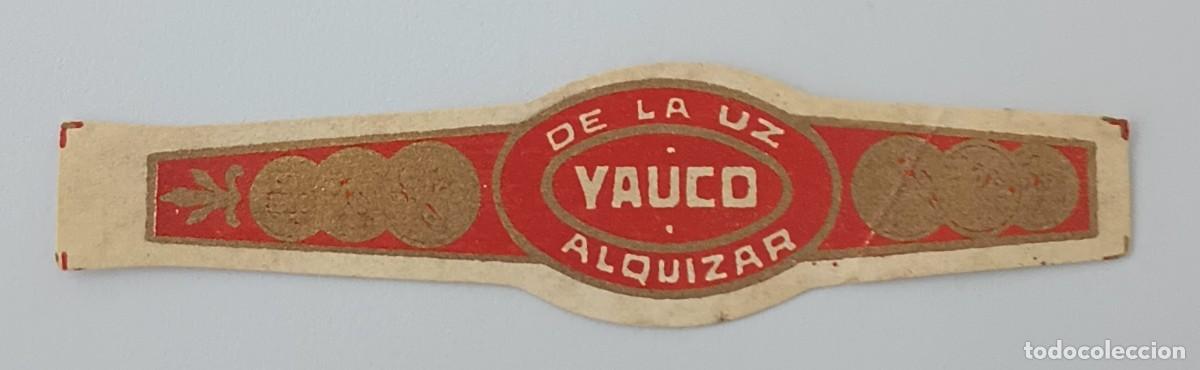 DE LA UZ
YAUCO
ALQUIZAR
todocoleccion